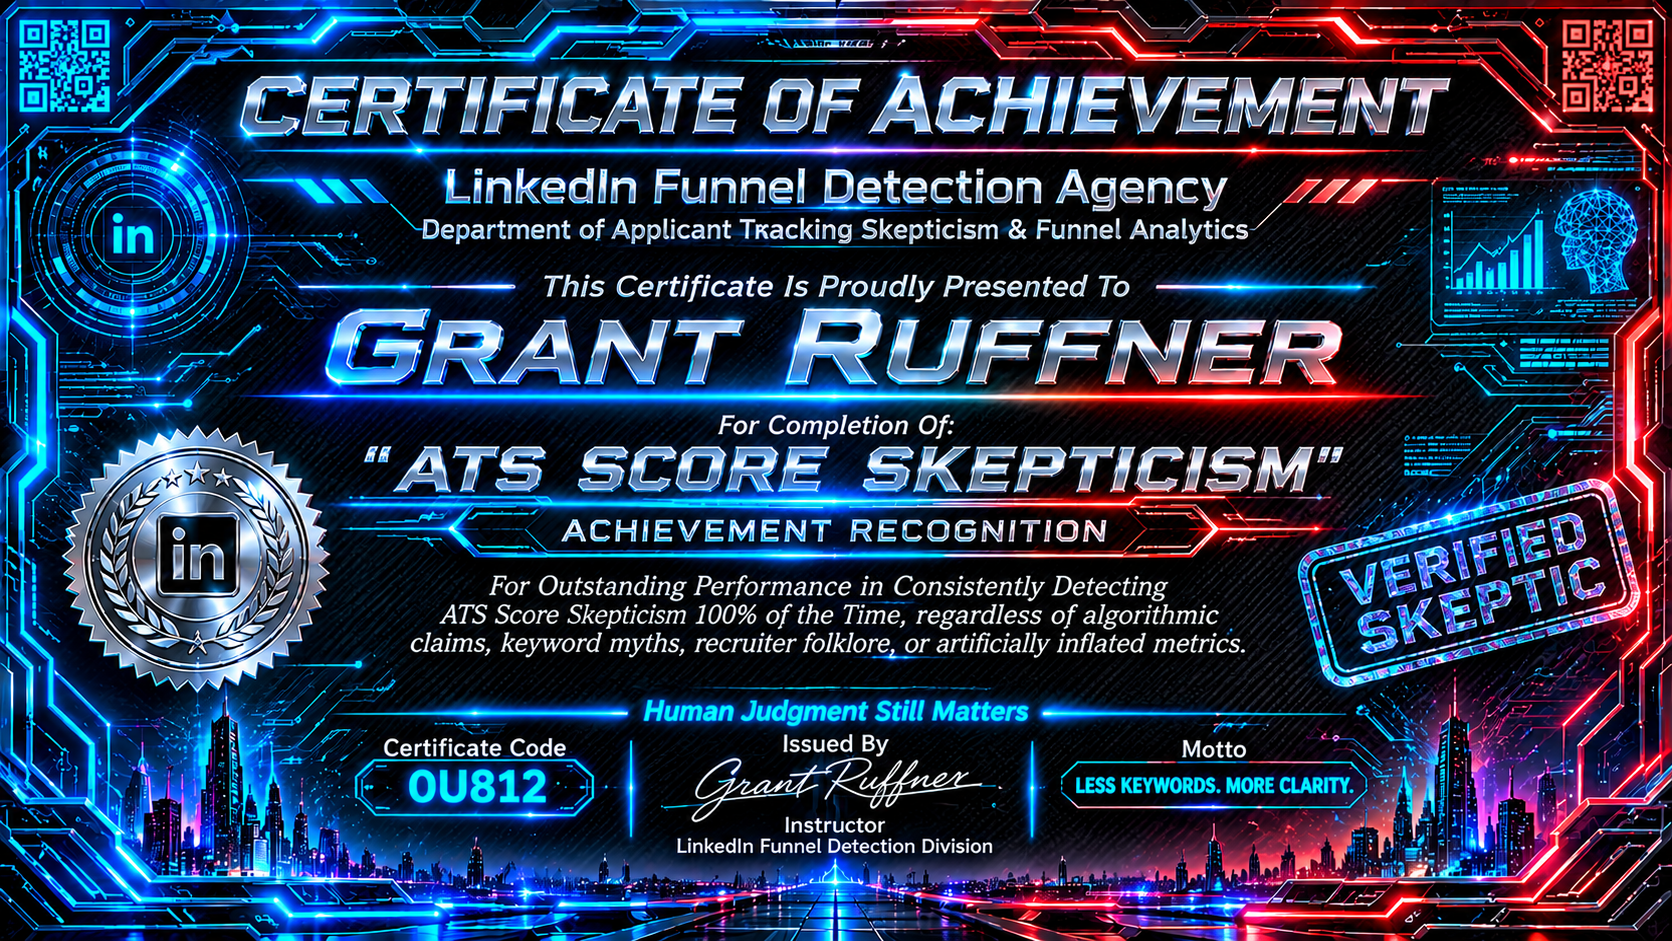 CERTIFICATE OF ACHIEVEMENT
LinkedIn Funnel Detection Agency
Department of Applicant Tracking Skepticism & Funnel Analytics
in
This Certificate Is Proudly Presented To
GRANT RUFFNER
For Completion Of:
“ATS SCORE SKEPTICISM”
ACHIEVEMENT RECOGNITION
in
VERIFIED
SKEPTIC
For Outstanding Performance in Consistently Detecting
ATS Score Skepticism 100% of the Time, regardless of algorithmic
claims, keyword myths, recruiter folklore, or artificially inflated metrics.
Human Judgment Still Matters
Certificate Code
0U812
Issued By
Grant Ruffner
Instructor
LinkedIn Funnel Detection Division
Motto
LESS KEYWORDS. MORE CLARITY.